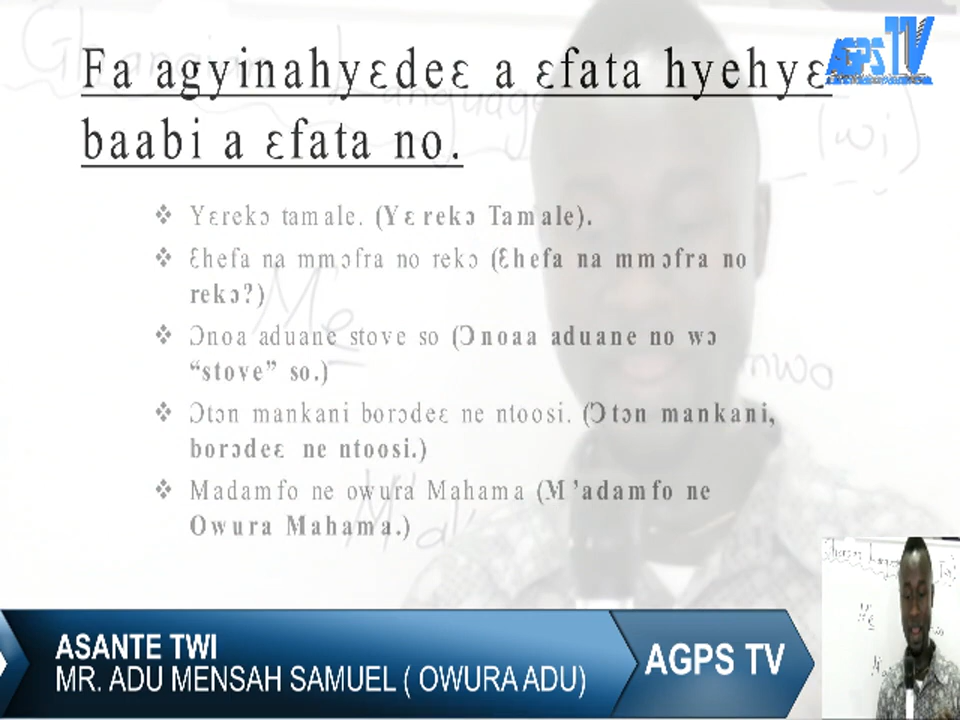 AGPS TV
Fa agyinahyɛdeɛ a ɛfata hyehyɛ
baabi a ɛfata no.
❖ Yɛrekɔ tamale. (Yɛ rekɔ Tamale).
❖ Ɛhefa na mmɔfra no rekɔ (Ɛhefa na mmɔfra no
rekɔ?)
❖ Ɔnoa aduane stove so (Ɔnoaa aduane no wɔ
“stove” so.)
❖ Ɔtɔn mankani borɔdeɛ ne ntoosi. (Ɔtɔn mankani,
borɔdeɛ ne ntoosi.)
❖ Madamfo ne owura Mahama (M’adamfo ne
Owura Mahama.)
ASANTE TWI
MR. ADU MENSAH SAMUEL ( OWURA ADU)
AGPS TV